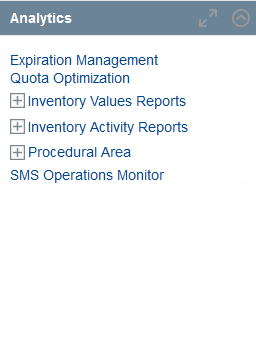 Analytics
Expiration Management
Quota Optimization
Inventory Values Reports
Inventory Activity Reports
Procedural Area
SMS Operations Monitor